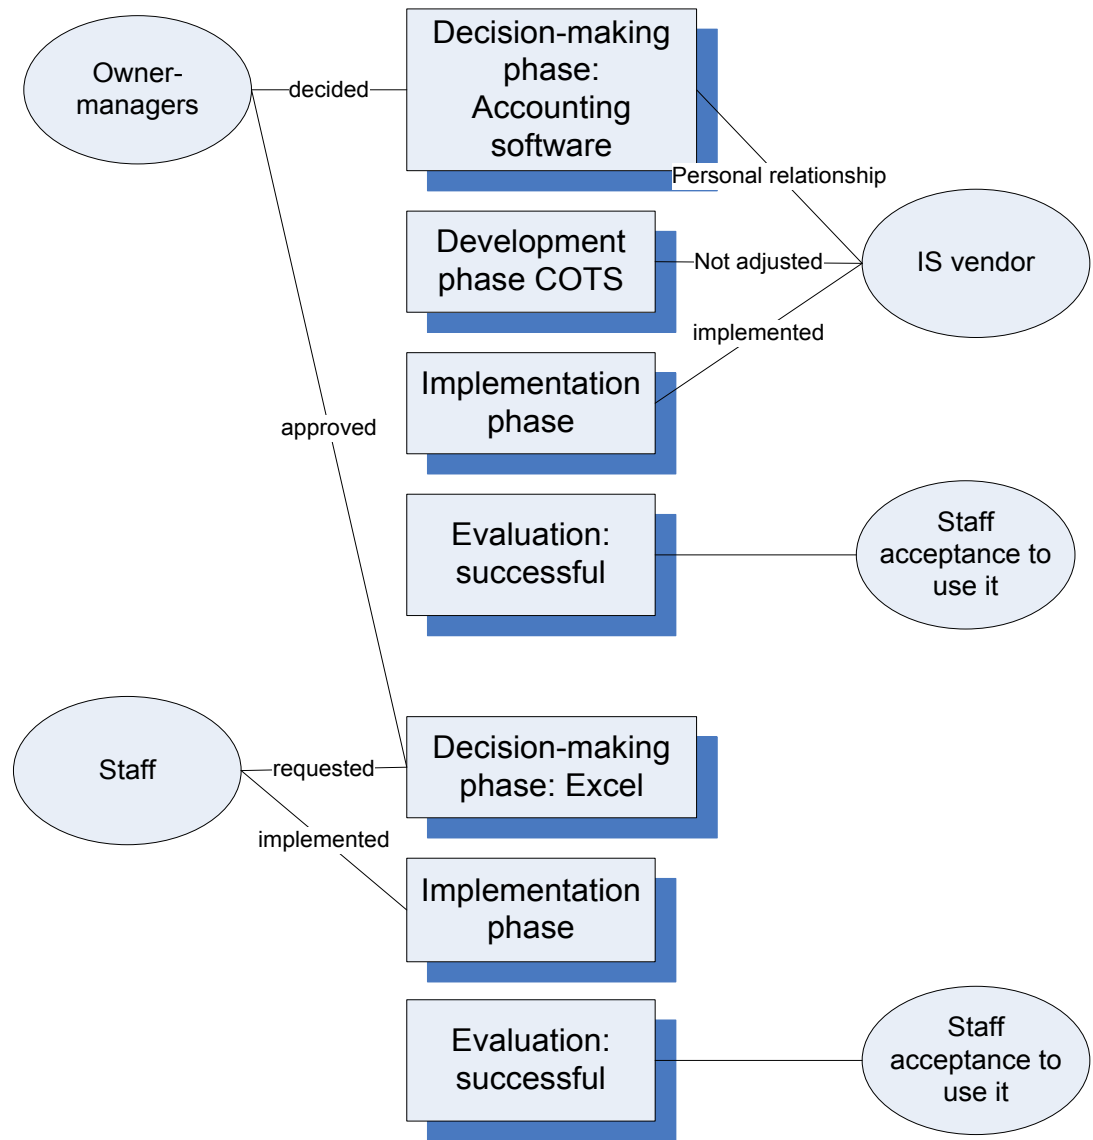 Owner-
managers
decided
Decision-making
phase:
Accounting
software
Personal relationship
Development
phase COTS
Not adjusted
IS vendor
implemented
Implementation
phase
approved
Evaluation:
successful
Staff
acceptance to
use it
Staff
requested
Decision-making
phase: Excel
implemented
Implementation
phase
Evaluation:
successful
Staff
acceptance to
use it